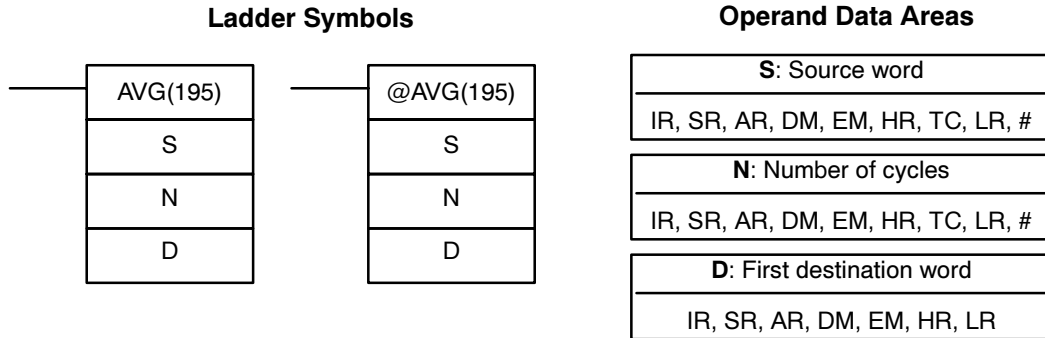 Ladder Symbols
AVG(195)
S
N
D
@AVG(195)
S
N
D
Operand Data Areas
S: Source word
IR, SR, AR, DM, EM, HR, TC, LR, #
N: Number of cycles
IR, SR, AR, DM, EM, HR, TC, LR, #
D: First destination word
IR, SR, AR, DM, EM, HR, LR